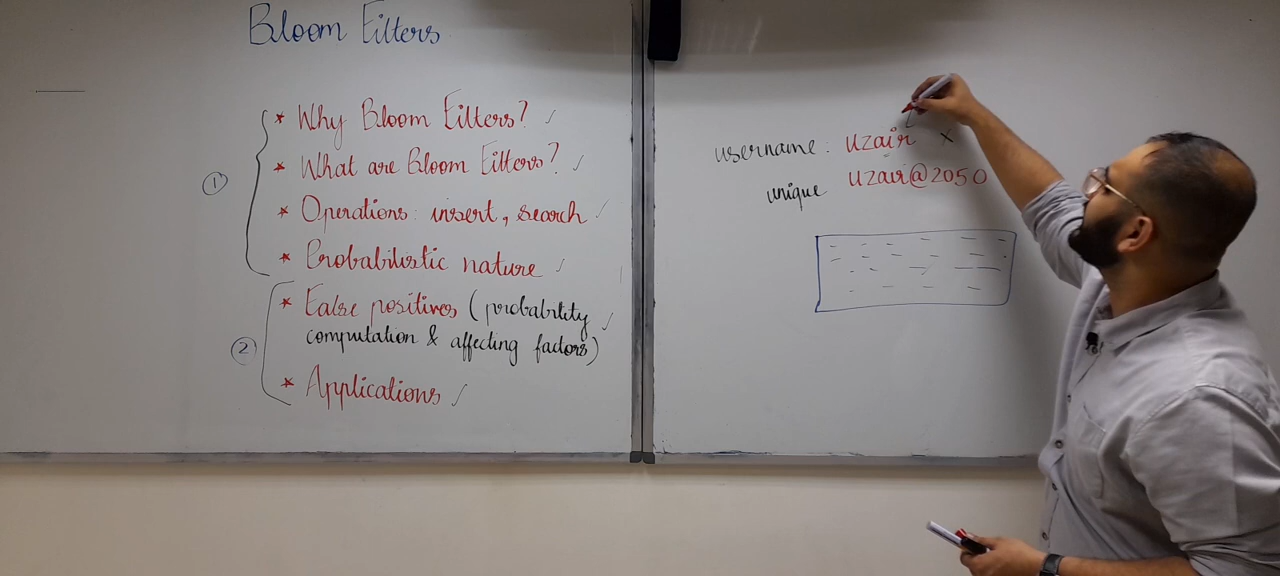 Bloom Filters
* Why Bloom Filters? ✓
* What are Bloom Filters? ✓
① * Operations: insert, search ✓
* Probabilistic nature ✓
* False positives (probability ✓
② computation & affecting factors)
* Applications ✓
username: uzair ×
unique uzair@2050